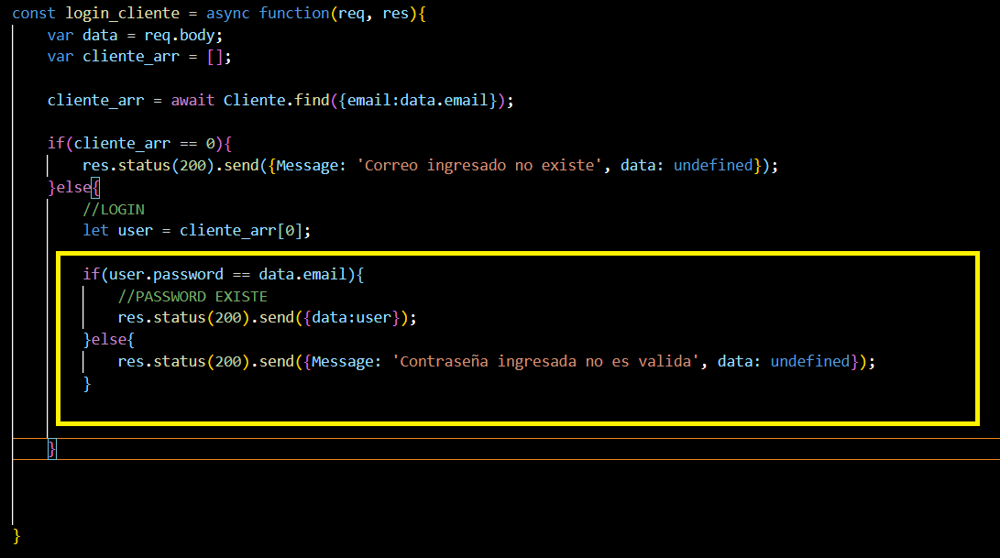 const login_cliente = async function(req, res){
var data = req.body;
var cliente_arr = [];
cliente_arr = await Cliente.find({email:data.email});
if(cliente_arr == 0){
res.status(200).send({Message: 'Correo ingresado no existe', data: undefined});
}else{
//LOGIN
let user = cliente_arr[0];
if(user.password == data.email){
//PASSWORD EXISTE
res.status(200).send({data:user});
}else{
res.status(200).send({Message: 'Contraseña ingresada no es valida', data: undefined});
}
}
}